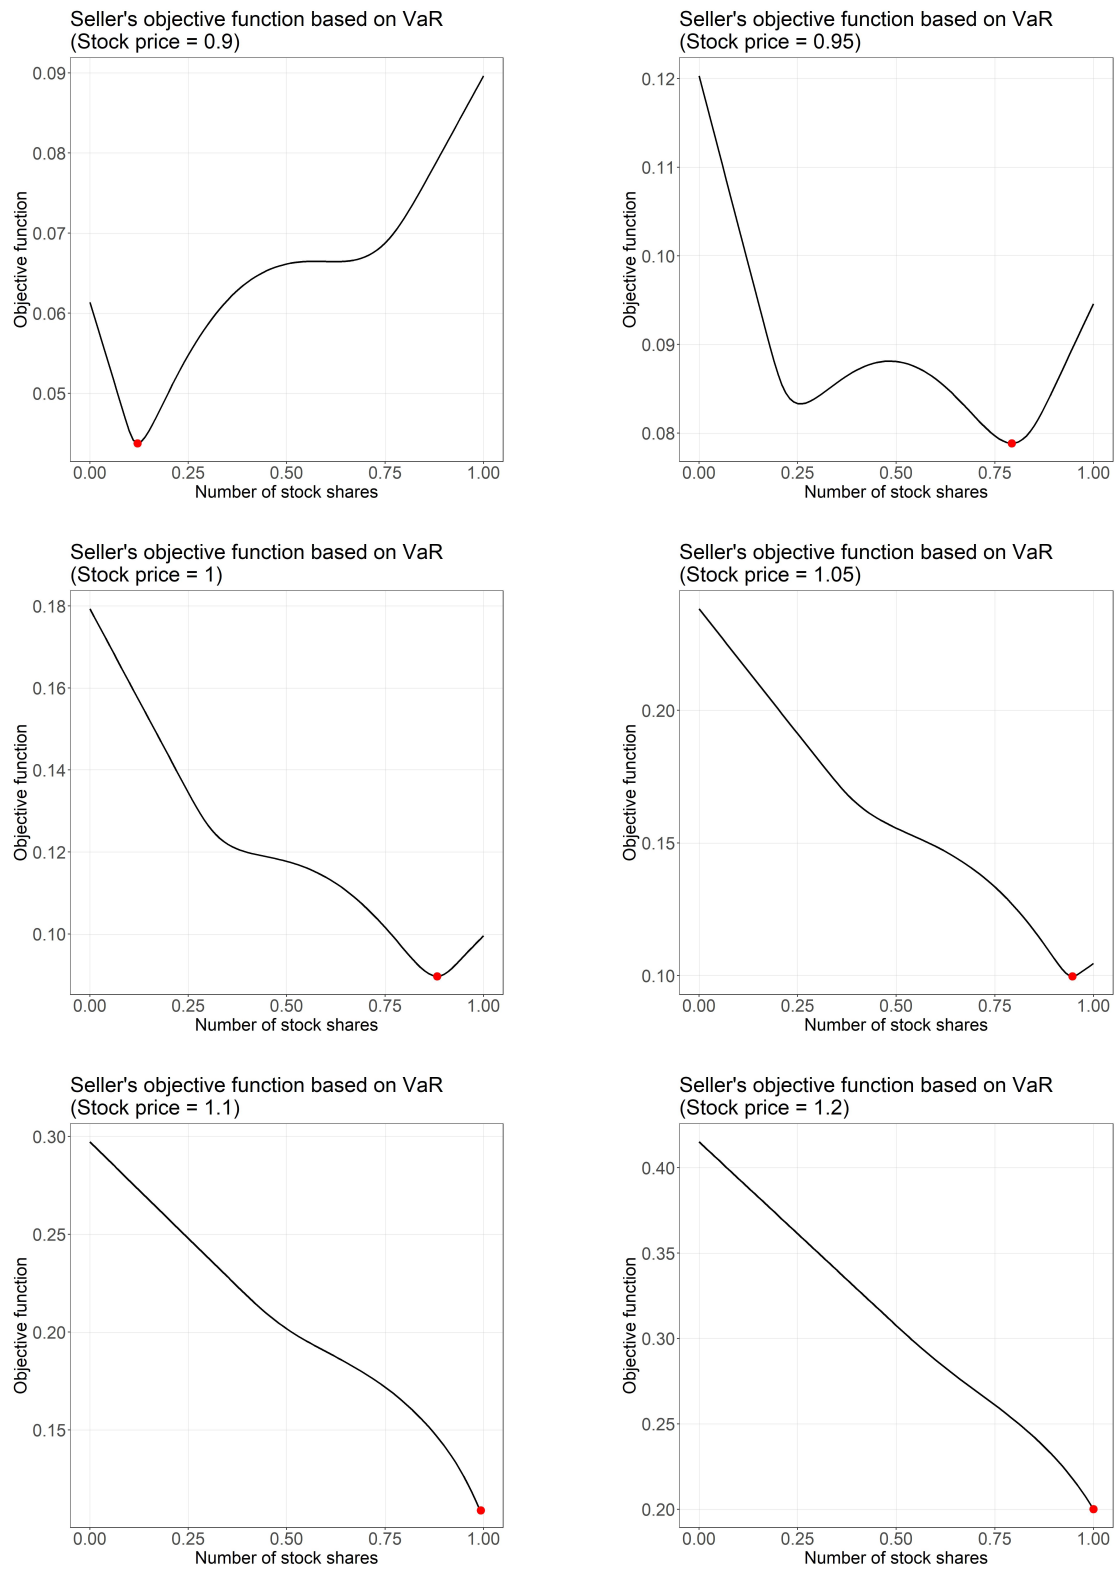 Seller's objective function based on VaR
(Stock price = 0.9)
0.09
0.08
0.07
0.06
0.05
Objective function
0.00 0.25 0.50 0.75 1.00
Number of stock shares
Seller's objective function based on VaR
(Stock price = 0.95)
0.12
0.11
0.10
0.09
0.08
Objective function
0.00 0.25 0.50 0.75 1.00
Number of stock shares
Seller's objective function based on VaR
(Stock price = 1)
0.18
0.16
0.14
0.12
0.10
Objective function
0.00 0.25 0.50 0.75 1.00
Number of stock shares
Seller's objective function based on VaR
(Stock price = 1.05)
0.20
0.15
0.10
Objective function
0.00 0.25 0.50 0.75 1.00
Number of stock shares
Seller's objective function based on VaR
(Stock price = 1.1)
0.30
0.25
0.20
0.15
Objective function
0.00 0.25 0.50 0.75 1.00
Number of stock shares
Seller's objective function based on VaR
(Stock price = 1.2)
0.40
0.35
0.30
0.25
0.20
Objective function
0.00 0.25 0.50 0.75 1.00
Number of stock shares